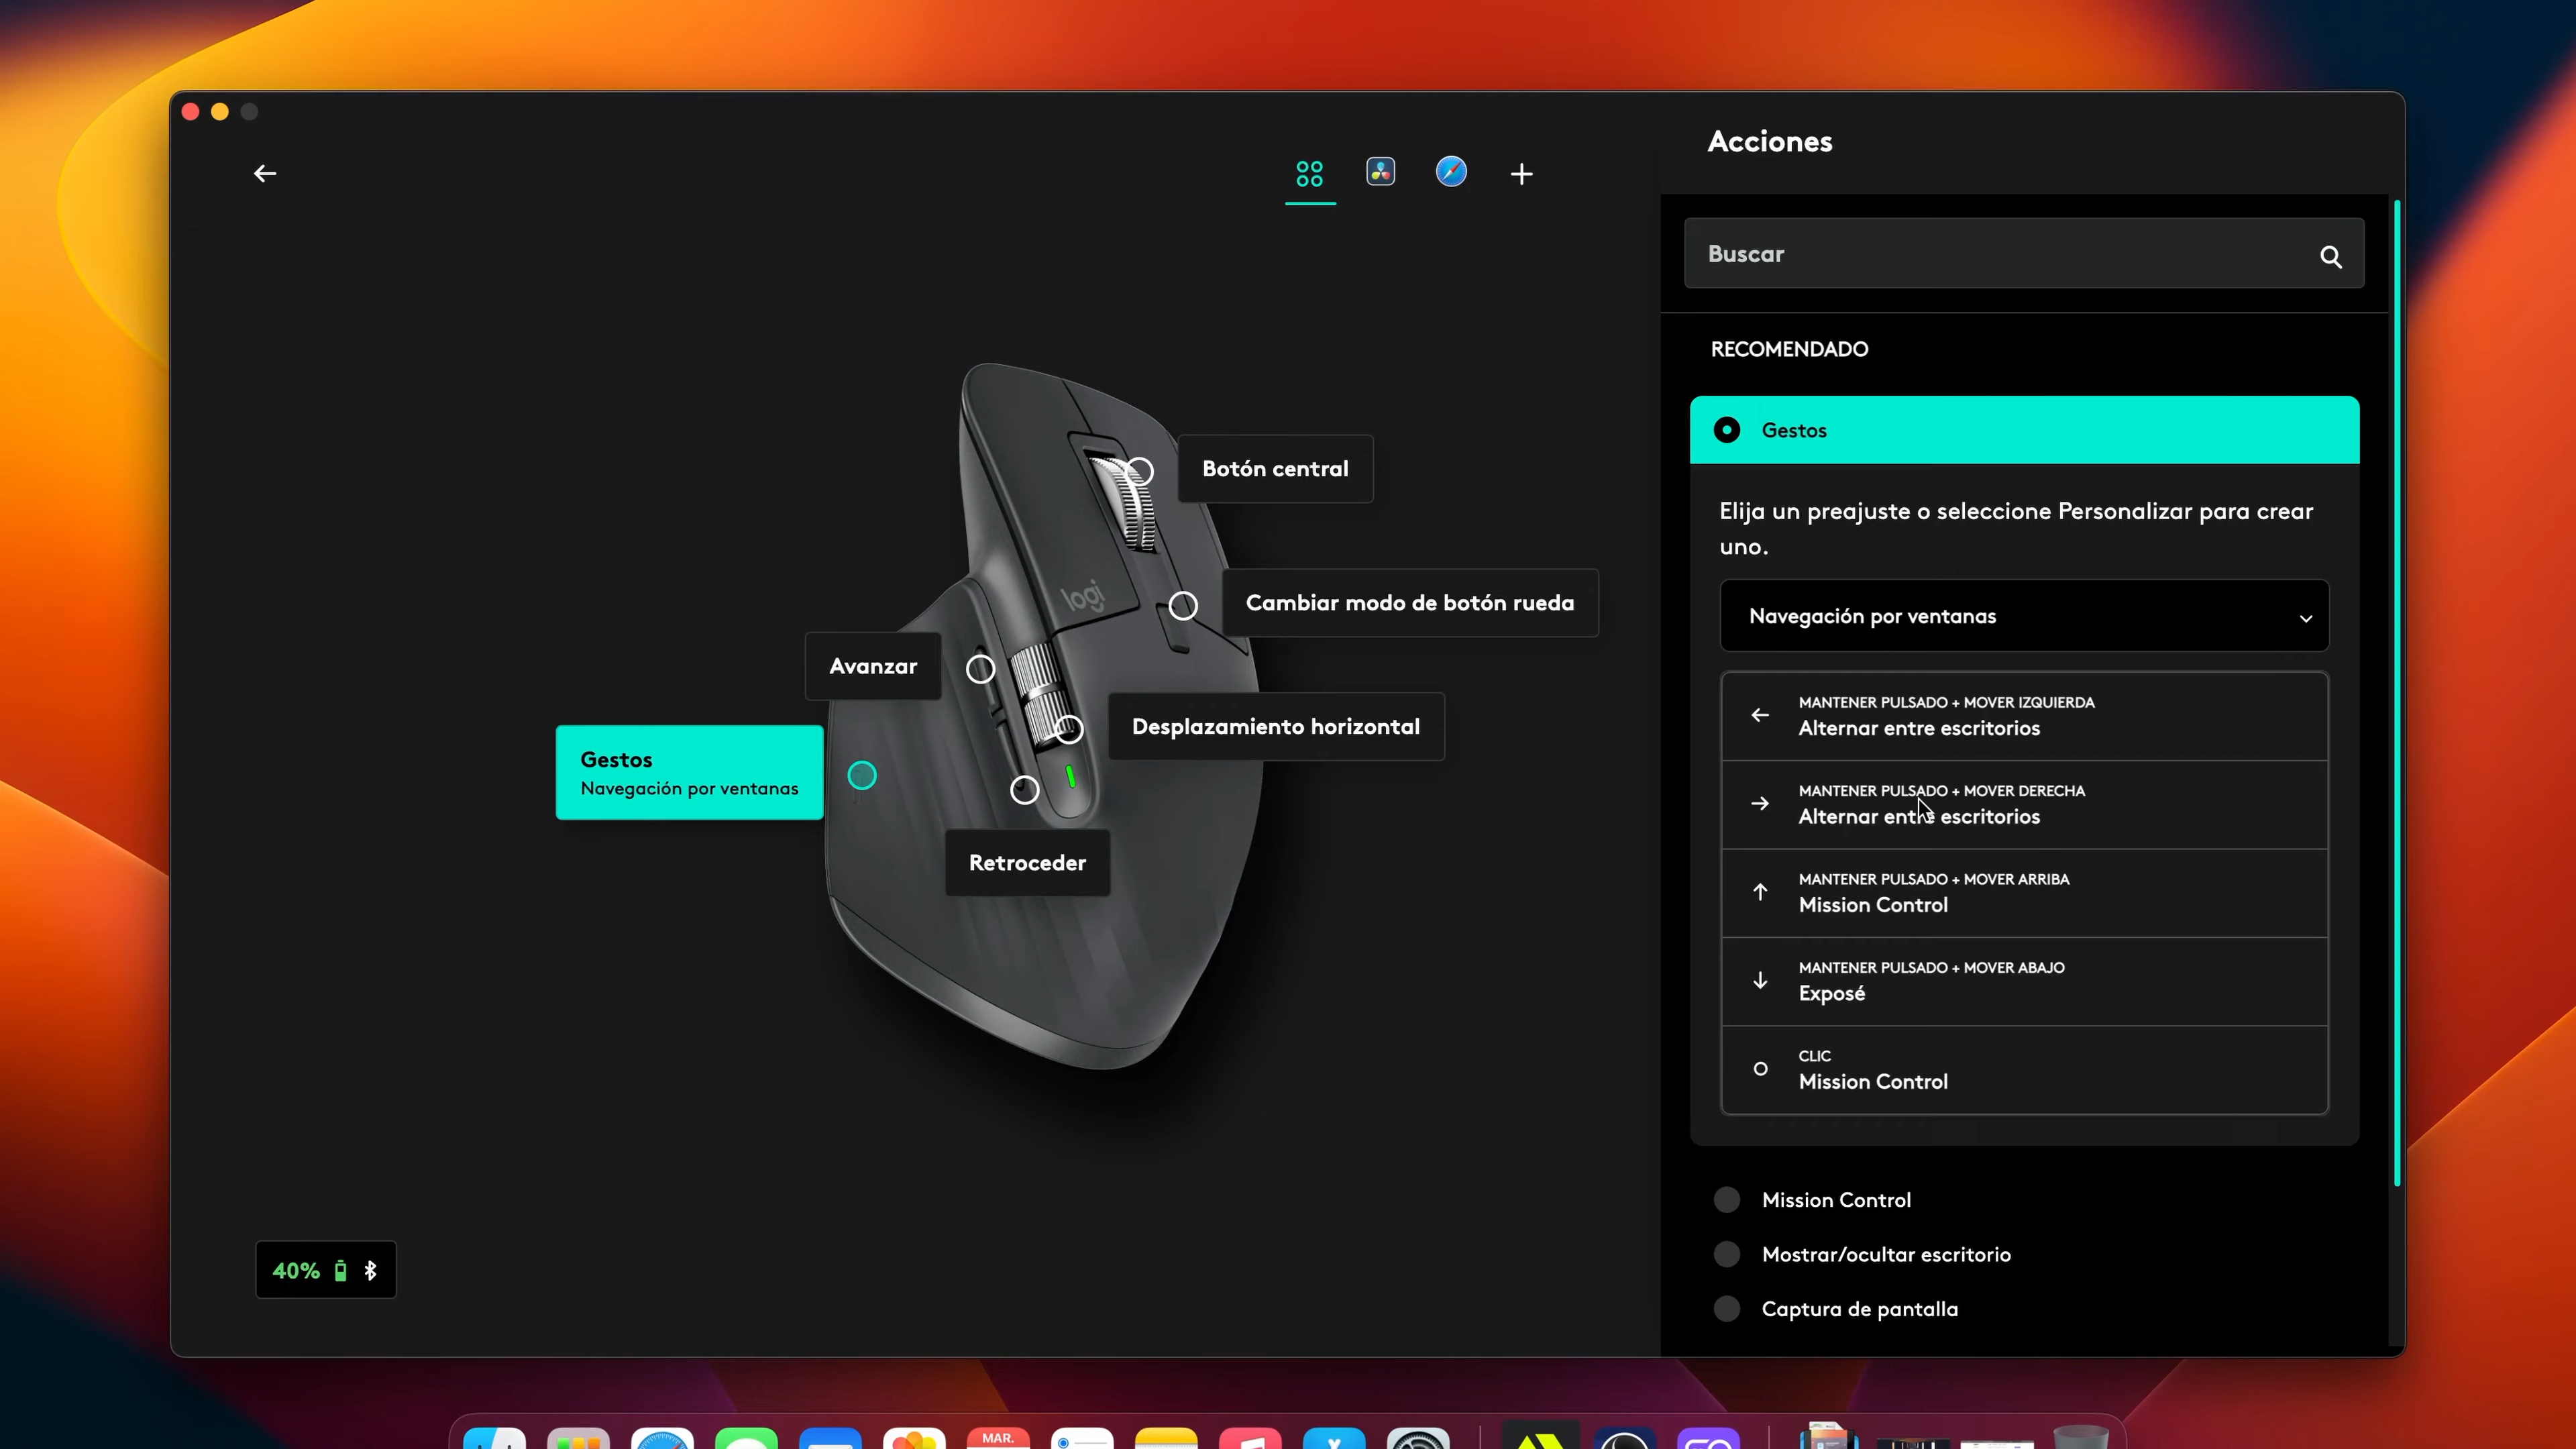 Acciones
Buscar
RECOMENDADO
Gestos
Elija un preajuste o seleccione Personalizar para crear
uno.
Navegación por ventanas
MANTENER PULSADO + MOVER IZQUIERDA
Alternar entre escritorios
MANTENER PULSADO + MOVER DERECHA
Alternar entre escritorios
MANTENER PULSADO + MOVER ARRIBA
Mission Control
MANTENER PULSADO + MOVER ABAJO
Exposé
CLIC
Mission Control
Mission Control
Mostrar/ocultar escritorio
Captura de pantalla
Botón central
logi
Cambiar modo de botón rueda
Avanzar
Desplazamiento horizontal
Gestos
Navegación por ventanas
Retroceder
40%
MAR.